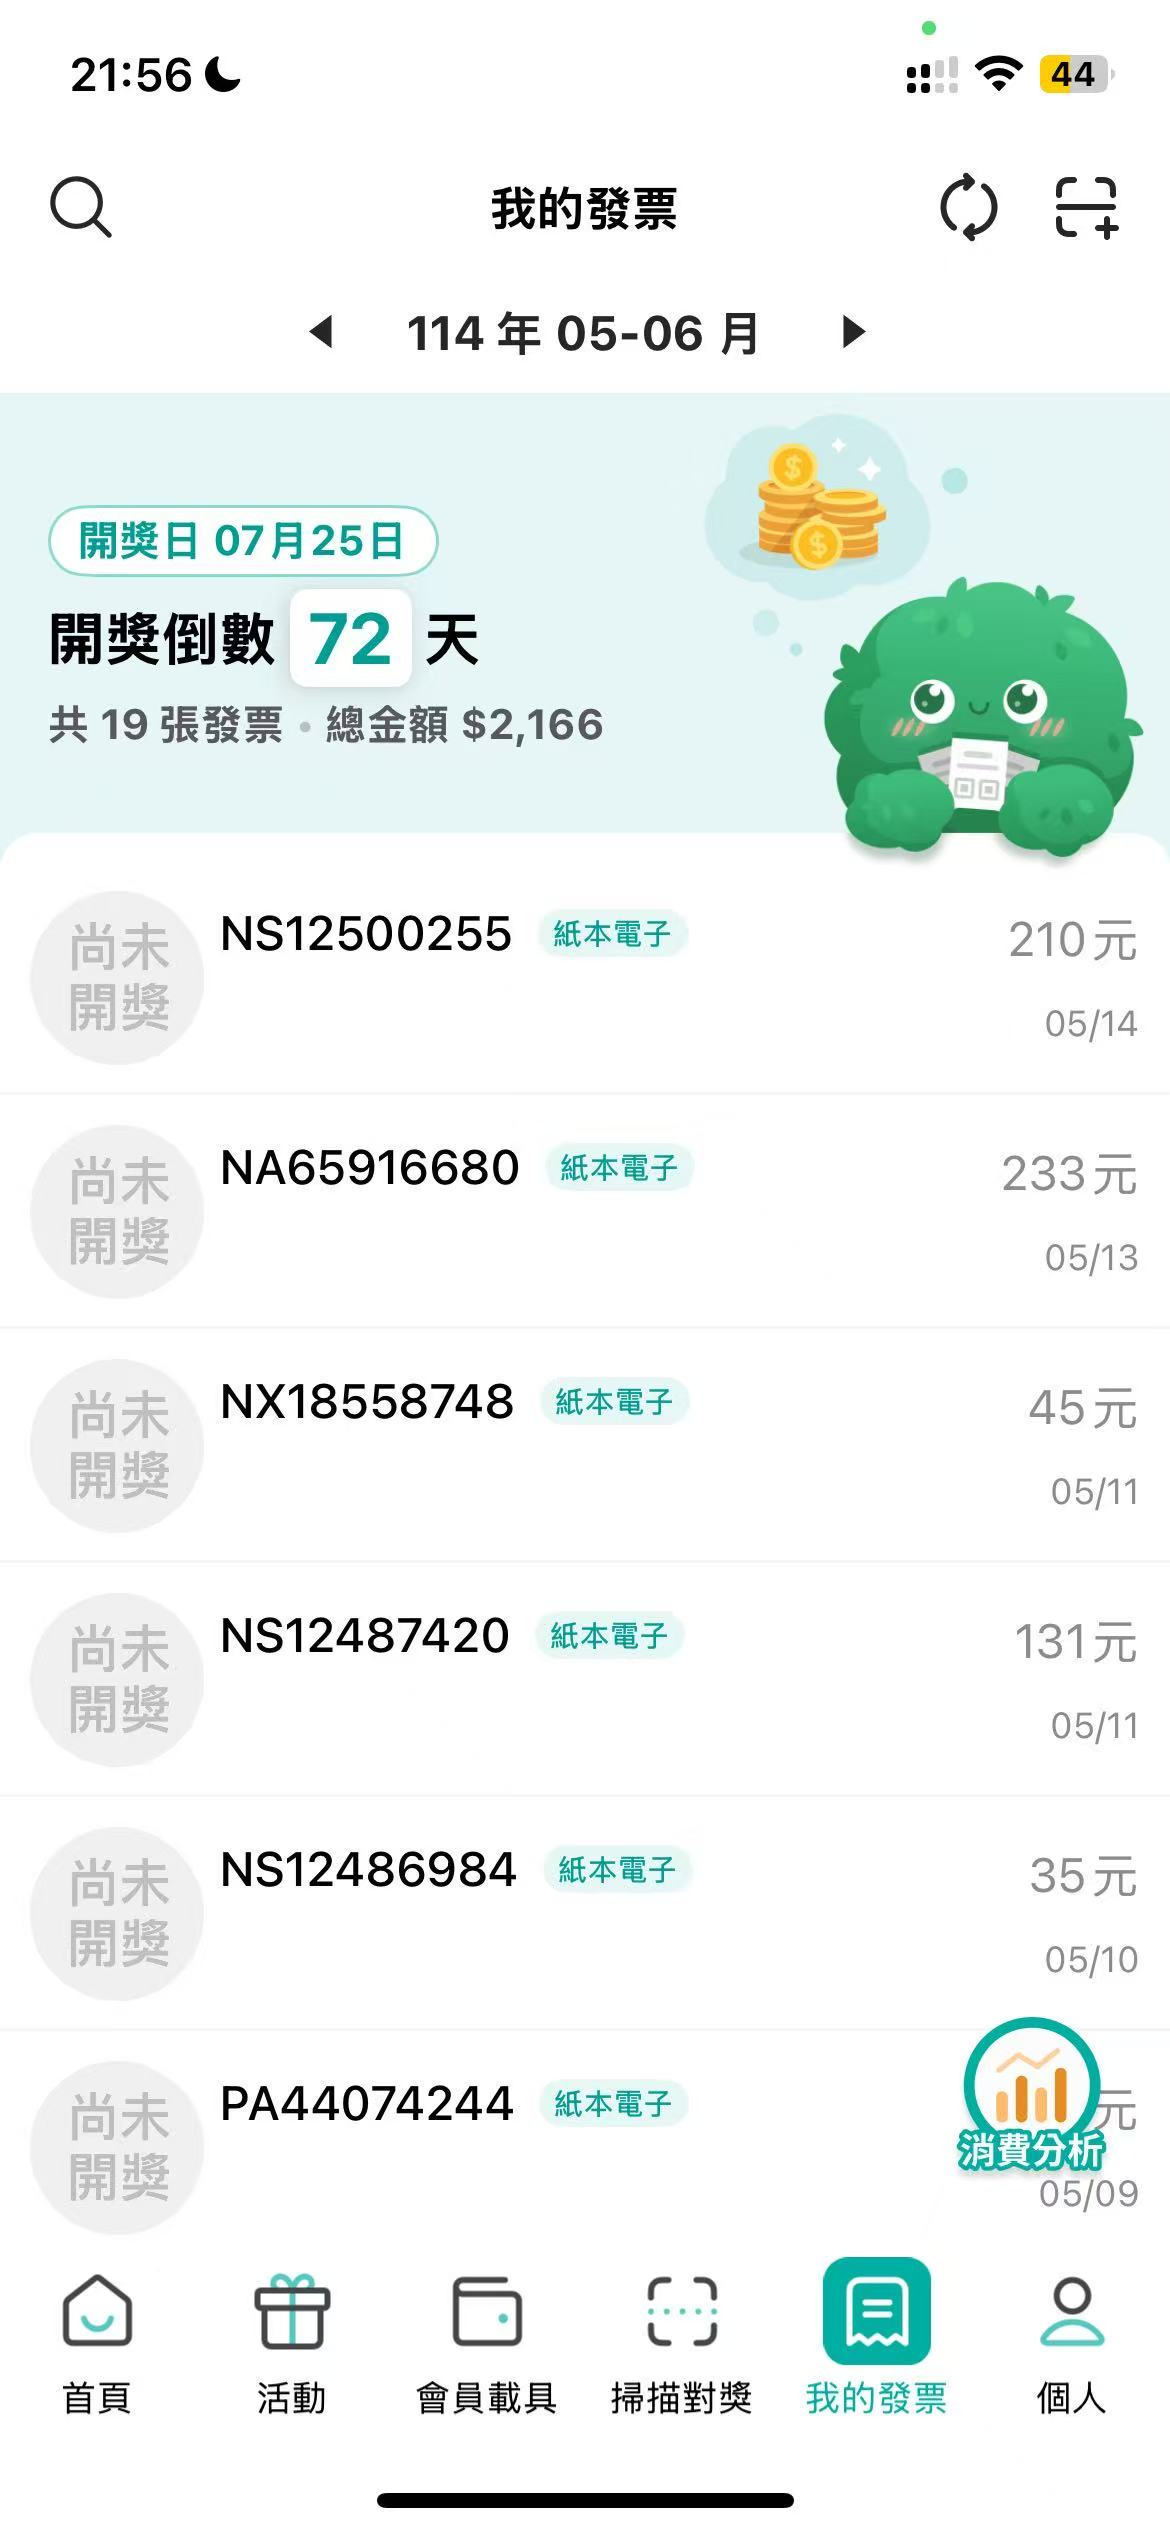 21:56
44
我的發票
114 年 05-06 月
開獎日 07月25日
開獎倒數 72 天
共 19 張發票 • 總金額 $2,166
尚未開獎 NS12500255 紙本電子 210元
05/14
尚未開獎 NA65916680 紙本電子 233元
05/13
尚未開獎 NX18558748 紙本電子 45元
05/11
尚未開獎 NS12487420 紙本電子 131元
05/11
尚未開獎 NS12486984 紙本電子 35元
05/10
尚未開獎 PA44074244 紙本電子 元
消費分析
05/09
首頁 活動 會員載具 掃描對獎 我的發票 個人